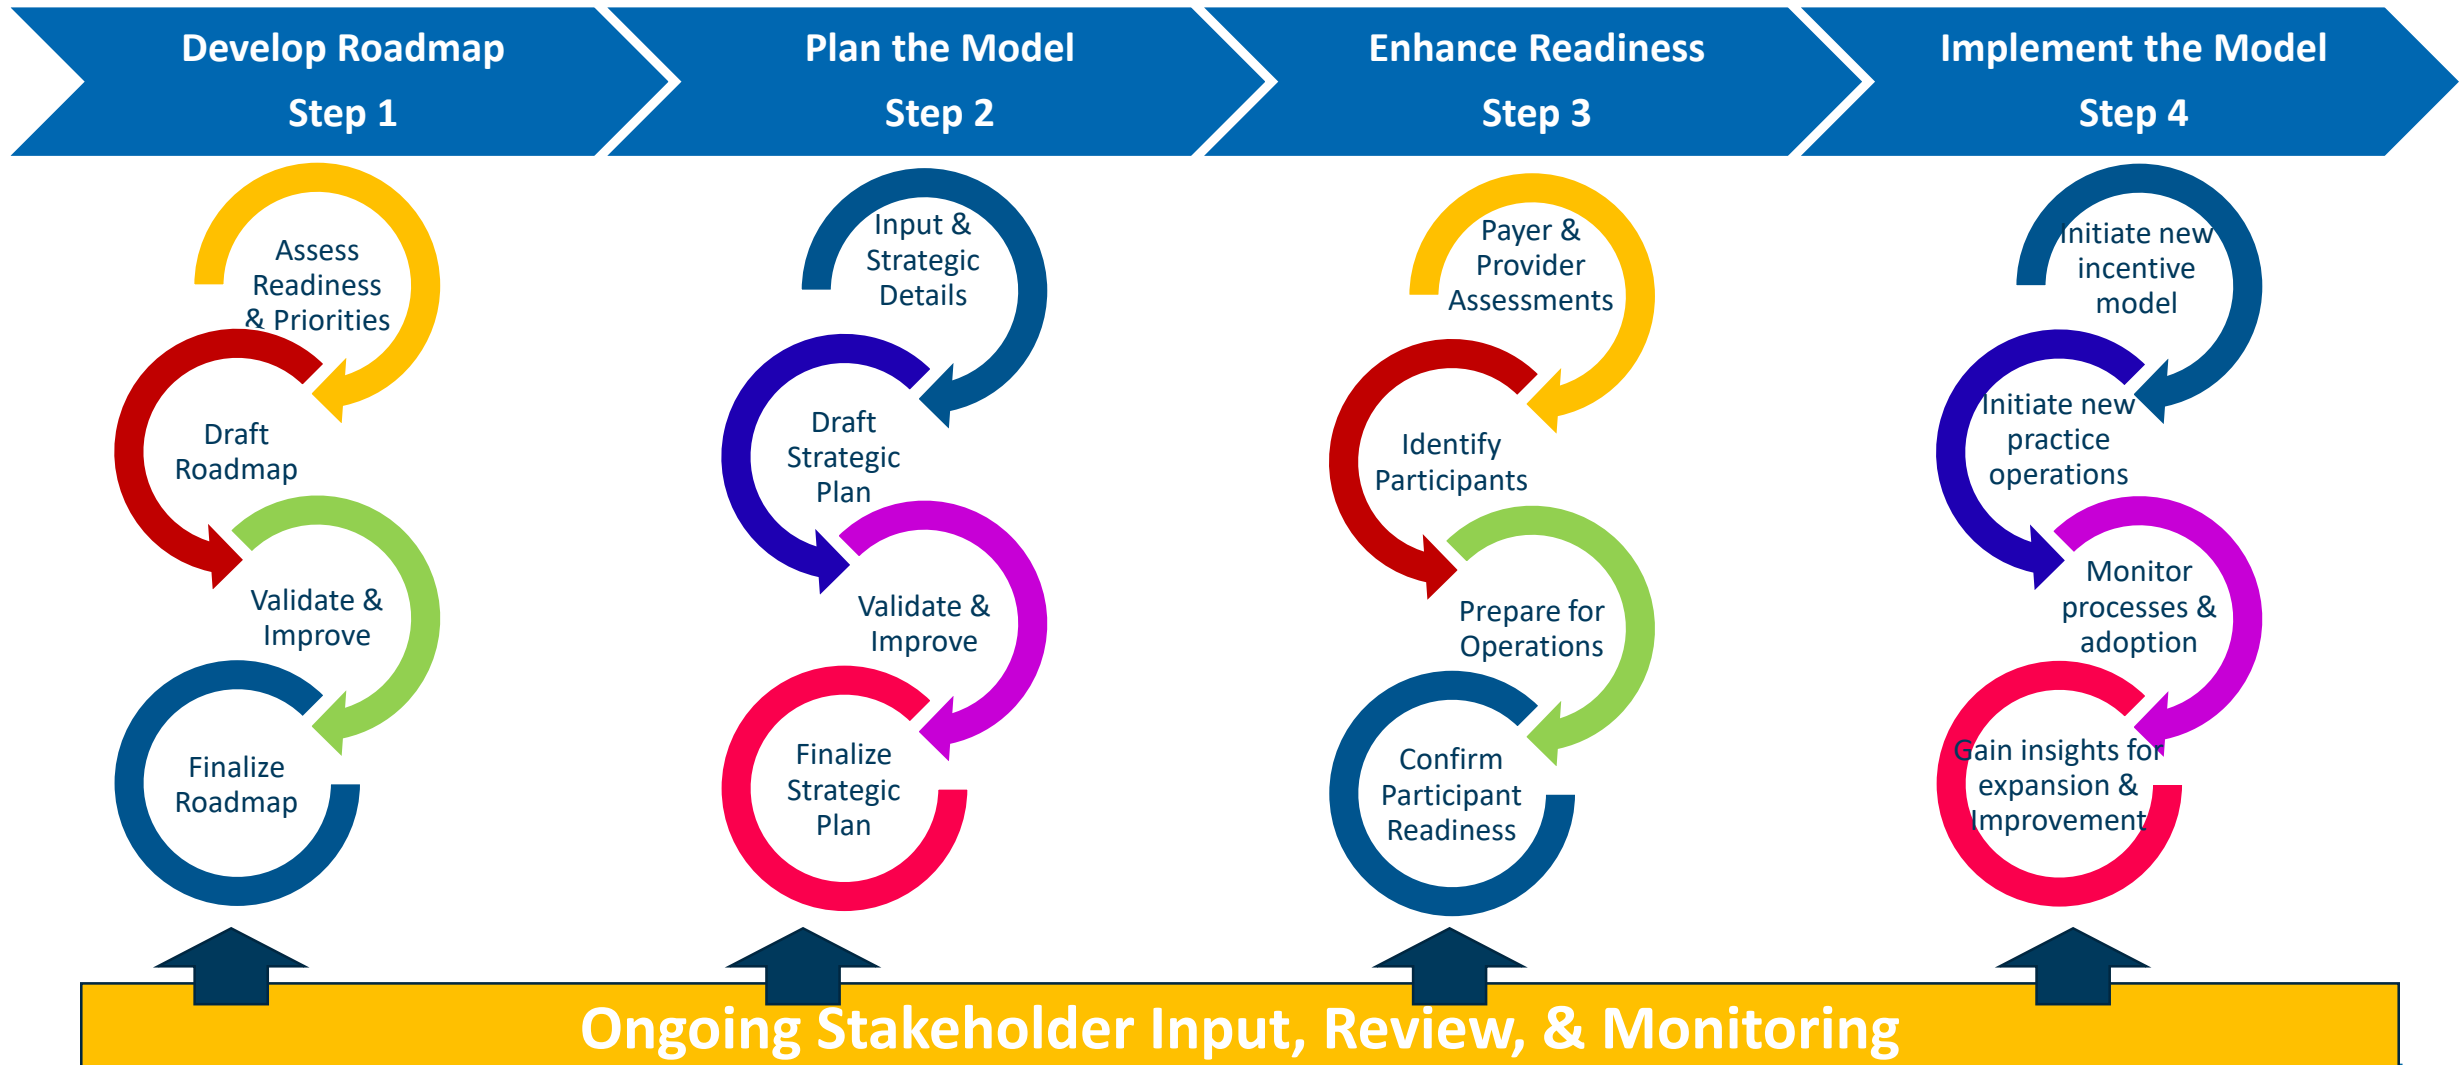 Develop Roadmap
Step 1
Plan the Model
Step 2
Enhance Readiness
Step 3
Implement the Model
Step 4
Assess
Readiness
& Priorities
Draft
Roadmap
Validate &
Improve
Finalize
Roadmap
Input &
Strategic
Details
Draft
Strategic
Plan
Validate &
Improve
Finalize
Strategic
Plan
Payer &
Provider
Assessments
Identify
Participants
Prepare for
Operations
Confirm
Participant
Readiness
Initiate new
incentive
model
Initiate new
practice
operations
Monitor
processes &
adoption
Gain insights for
expansion &
Improvement
Ongoing Stakeholder Input, Review, & Monitoring